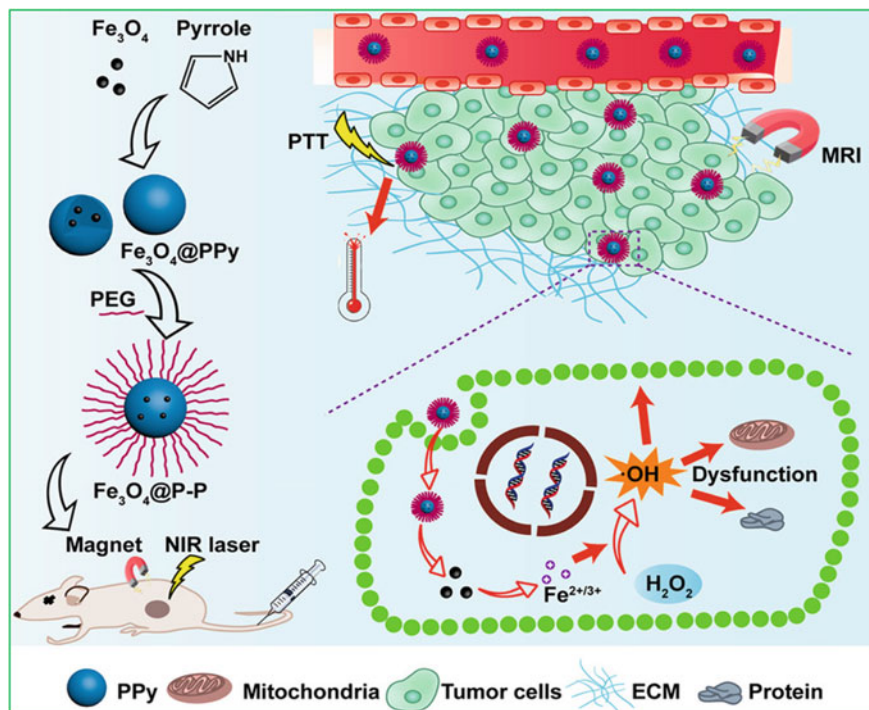 Fe₃O₄ Pyrrole
NH
Fe₃O₄@PPy
PEG
Fe₃O₄@P-P
Magnet NIR laser
PTT
MRI
·OH
Dysfunction
Fe²⁺/³⁺
H₂O₂
PPy Mitochondria Tumor cells ECM Protein